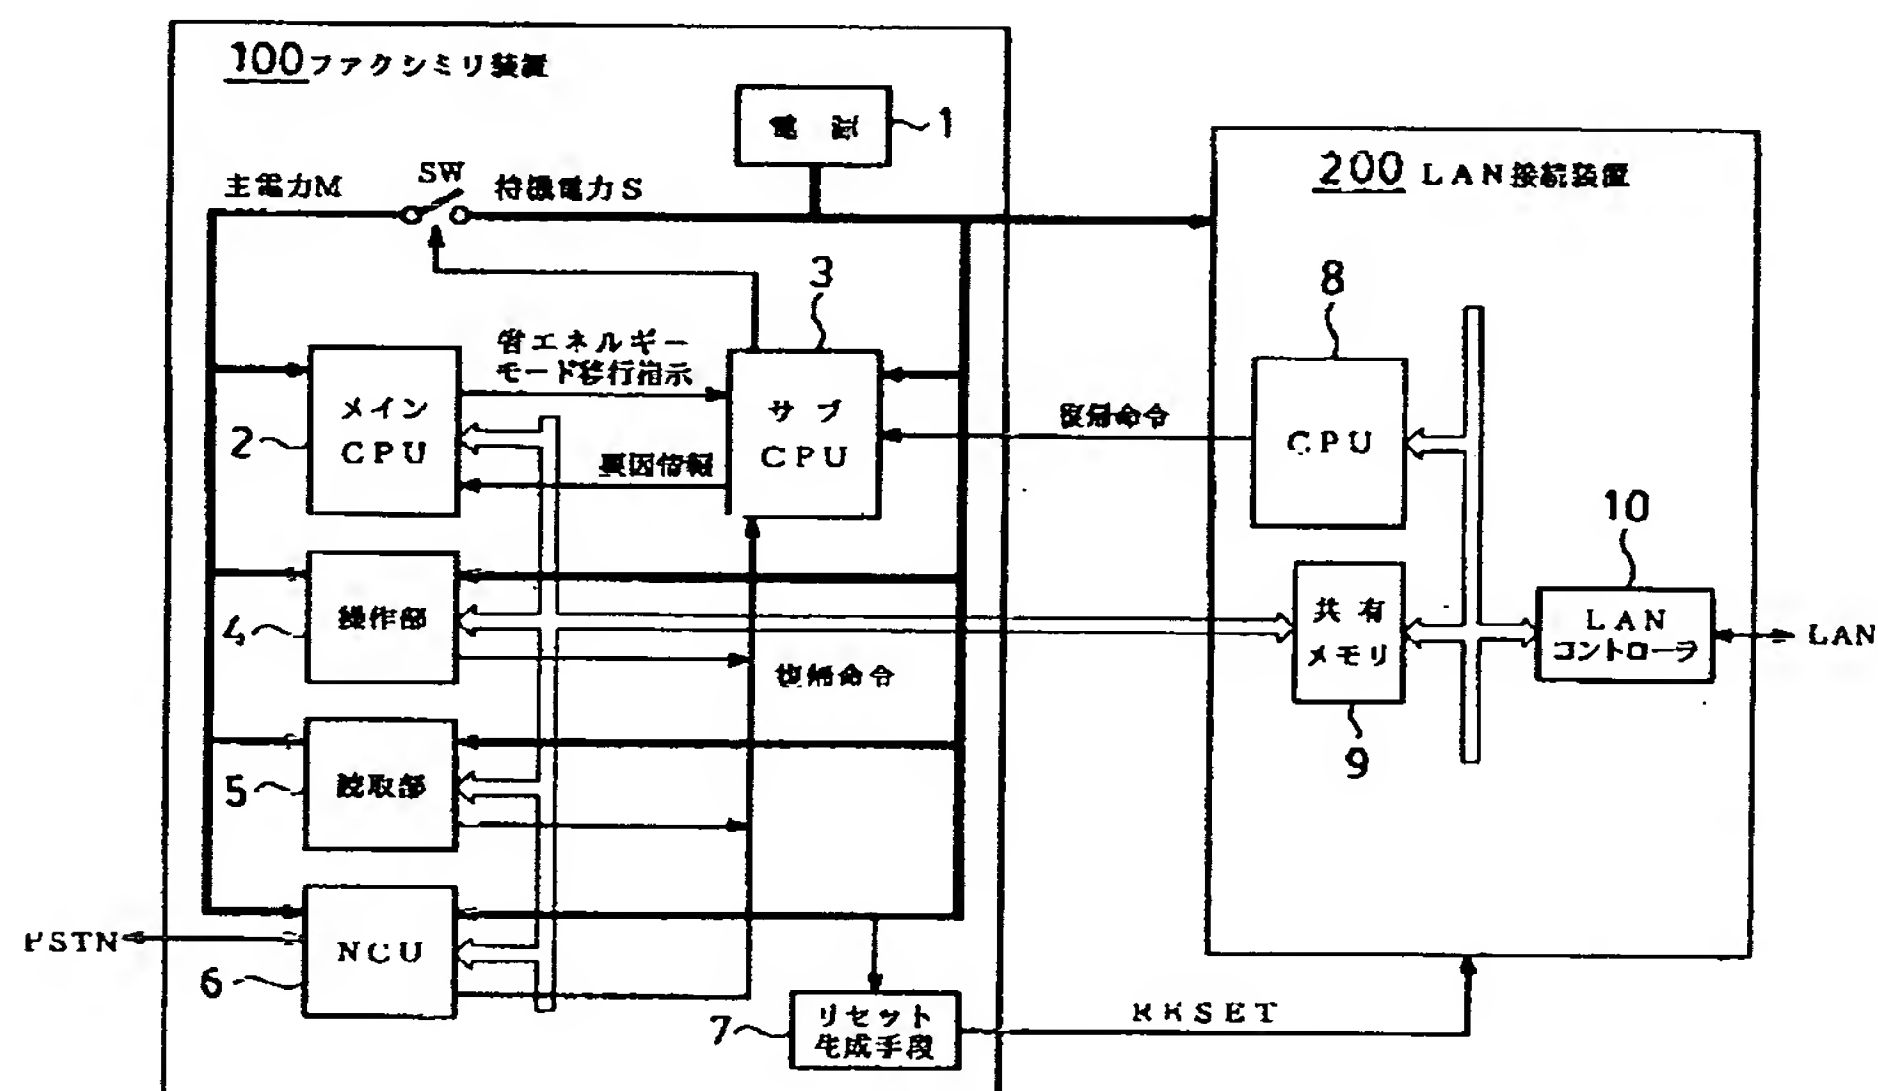 100 ファクシミリ装置
電源
1
主電力M
SW
待機電力S
200 LAN接続装置
3
8
省エネルギー
モード移行指示
メイン
CPU
2
サブ
CPU
要因情報
復帰命令
CPU
10
操作部
4
復帰命令
共有
メモリ
9
LAN
コントローラ
LAN
読取部
5
PSTN
NCU
6
リセット
生成手段
7
RESET